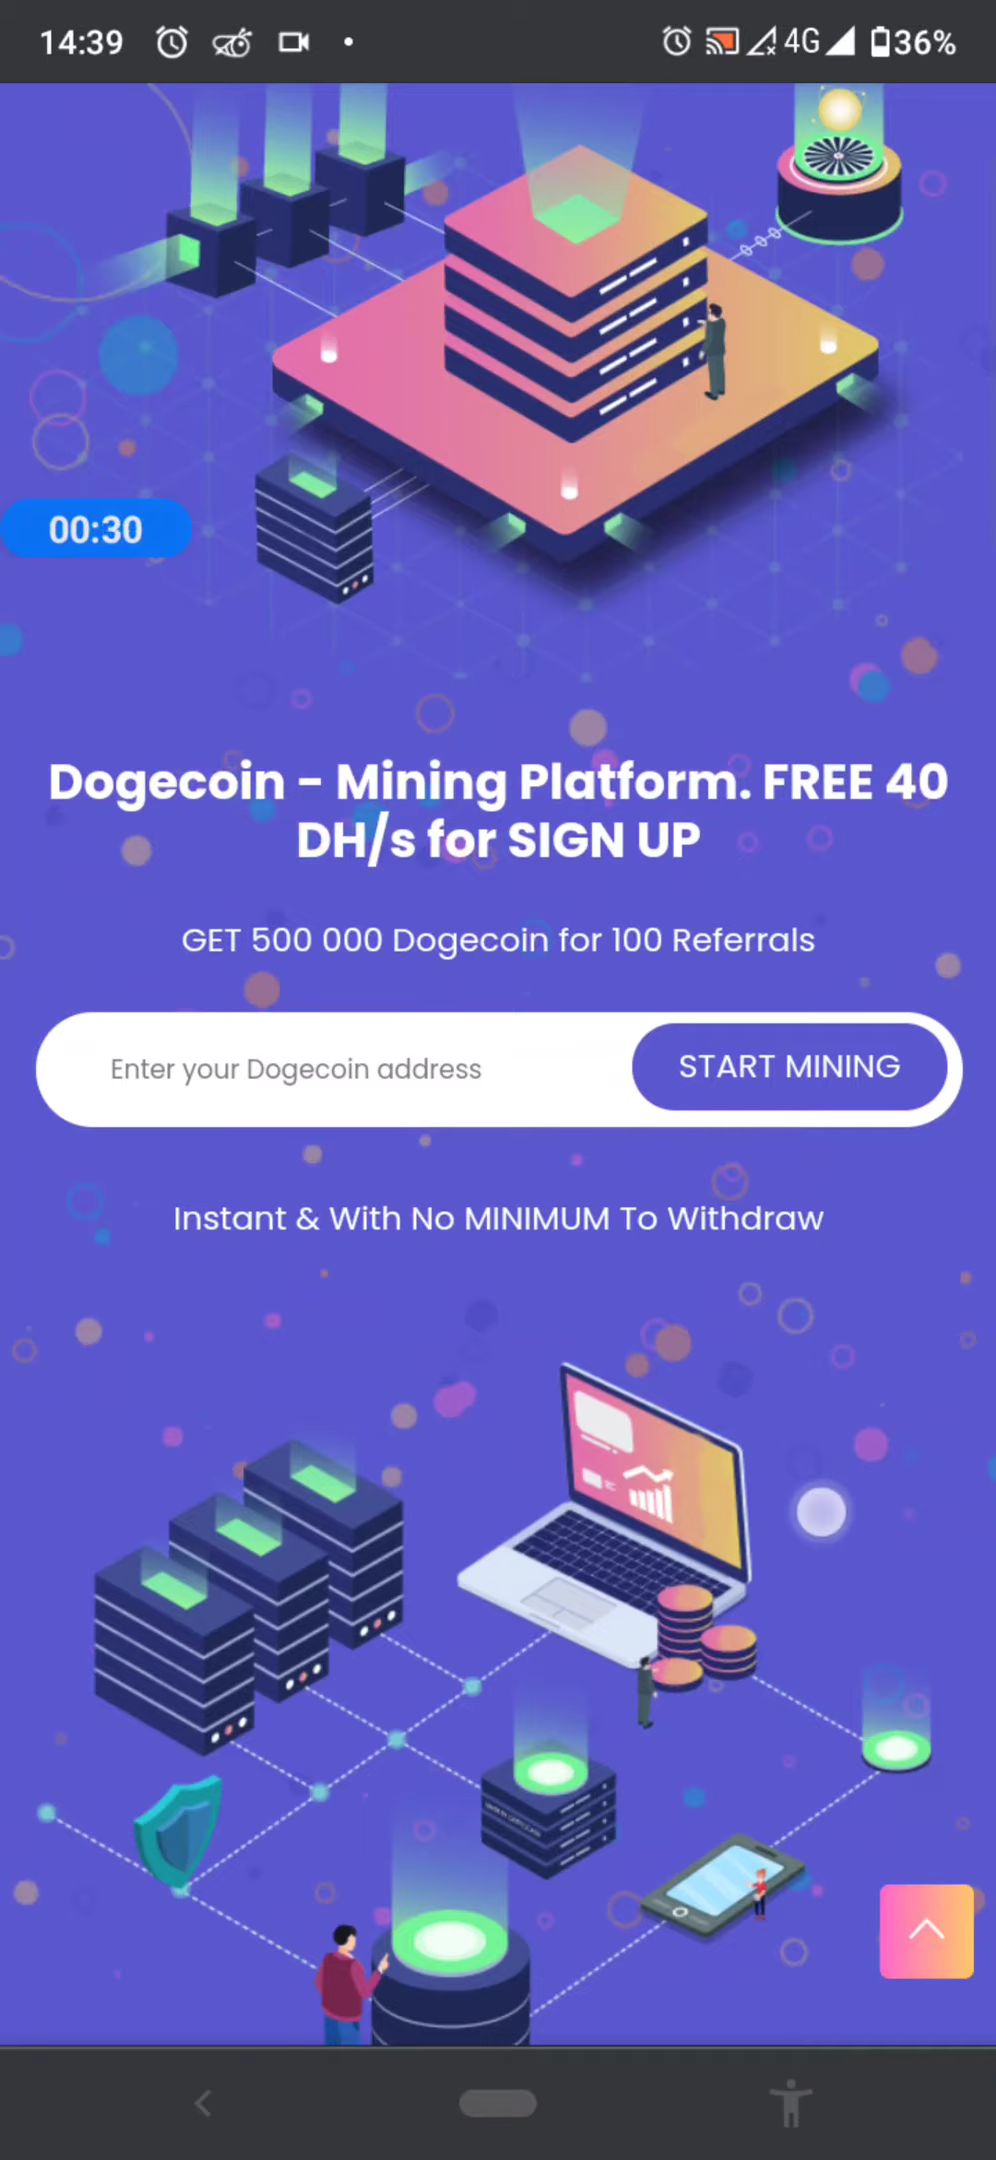 14:39
4G
36%
00:30
Dogecoin - Mining Platform. FREE 40
DH/s for SIGN UP
GET 500 000 Dogecoin for 100 Referrals
Enter your Dogecoin address
START MINING
Instant & With No MINIMUM To Withdraw